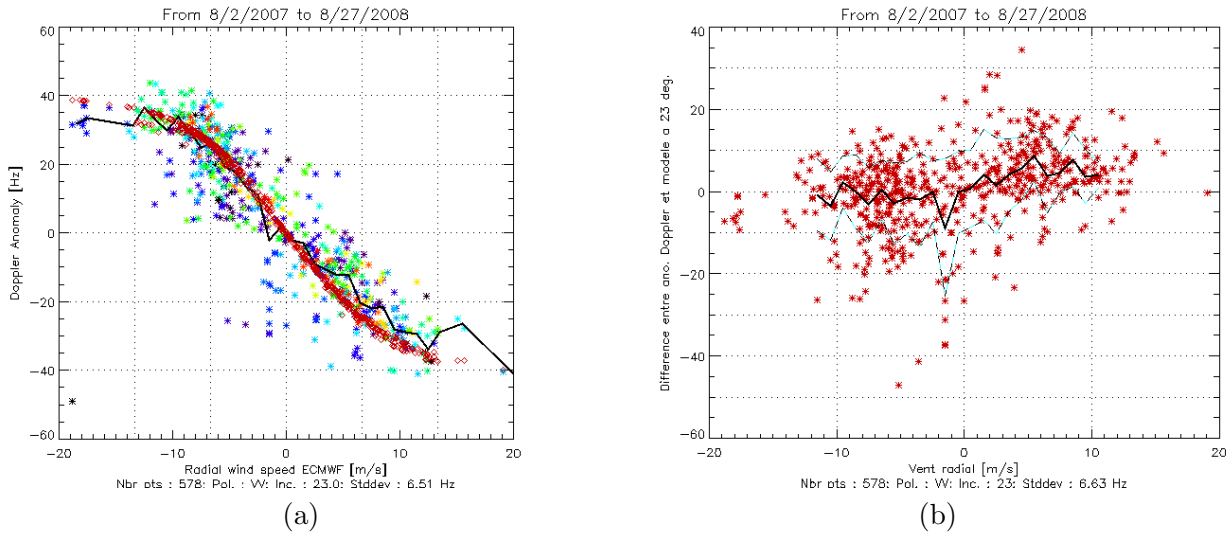 From 8/2/2007 to 8/27/2008
60
40
20
0
−20
−40
−60
Doppler Anomaly [Hz]
−20
−10
0
10
20
Radial wind speed ECMWF [m/s]
Nbr pts : 578: Pol. : VV: Inc. : 23.0: Stddev : 6.51 Hz
(a)
From 8/2/2007 to 8/27/2008
40
20
0
−20
−40
−60
Difference entre ano. Doppler et modele a 23 deg.
−20
−10
0
10
20
Vent radial [m/s]
Nbr pts : 578: Pol. : VV: Inc. : 23: Stddev : 6.63 Hz
(b)